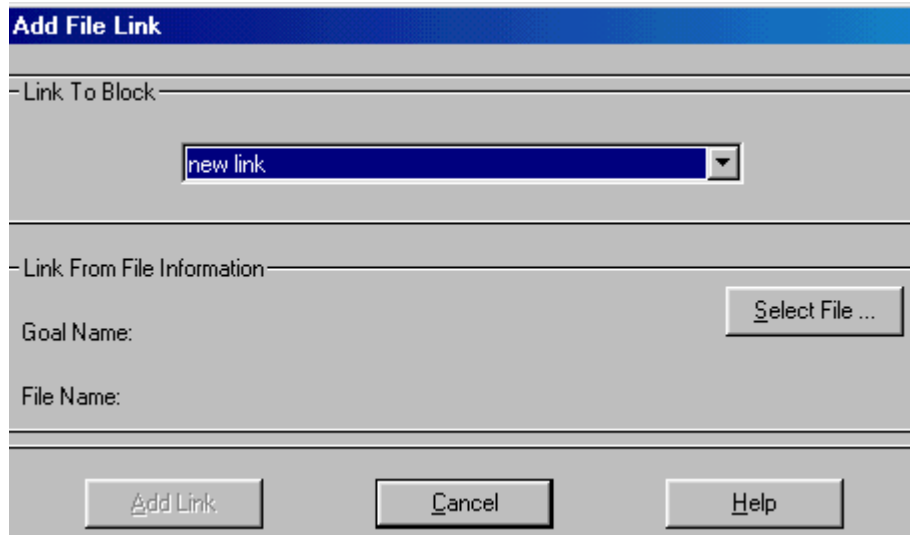 Add File Link
Link To Block
new link
Link From File Information
Select File ...
Goal Name:
File Name:
Add Link
Cancel
Help